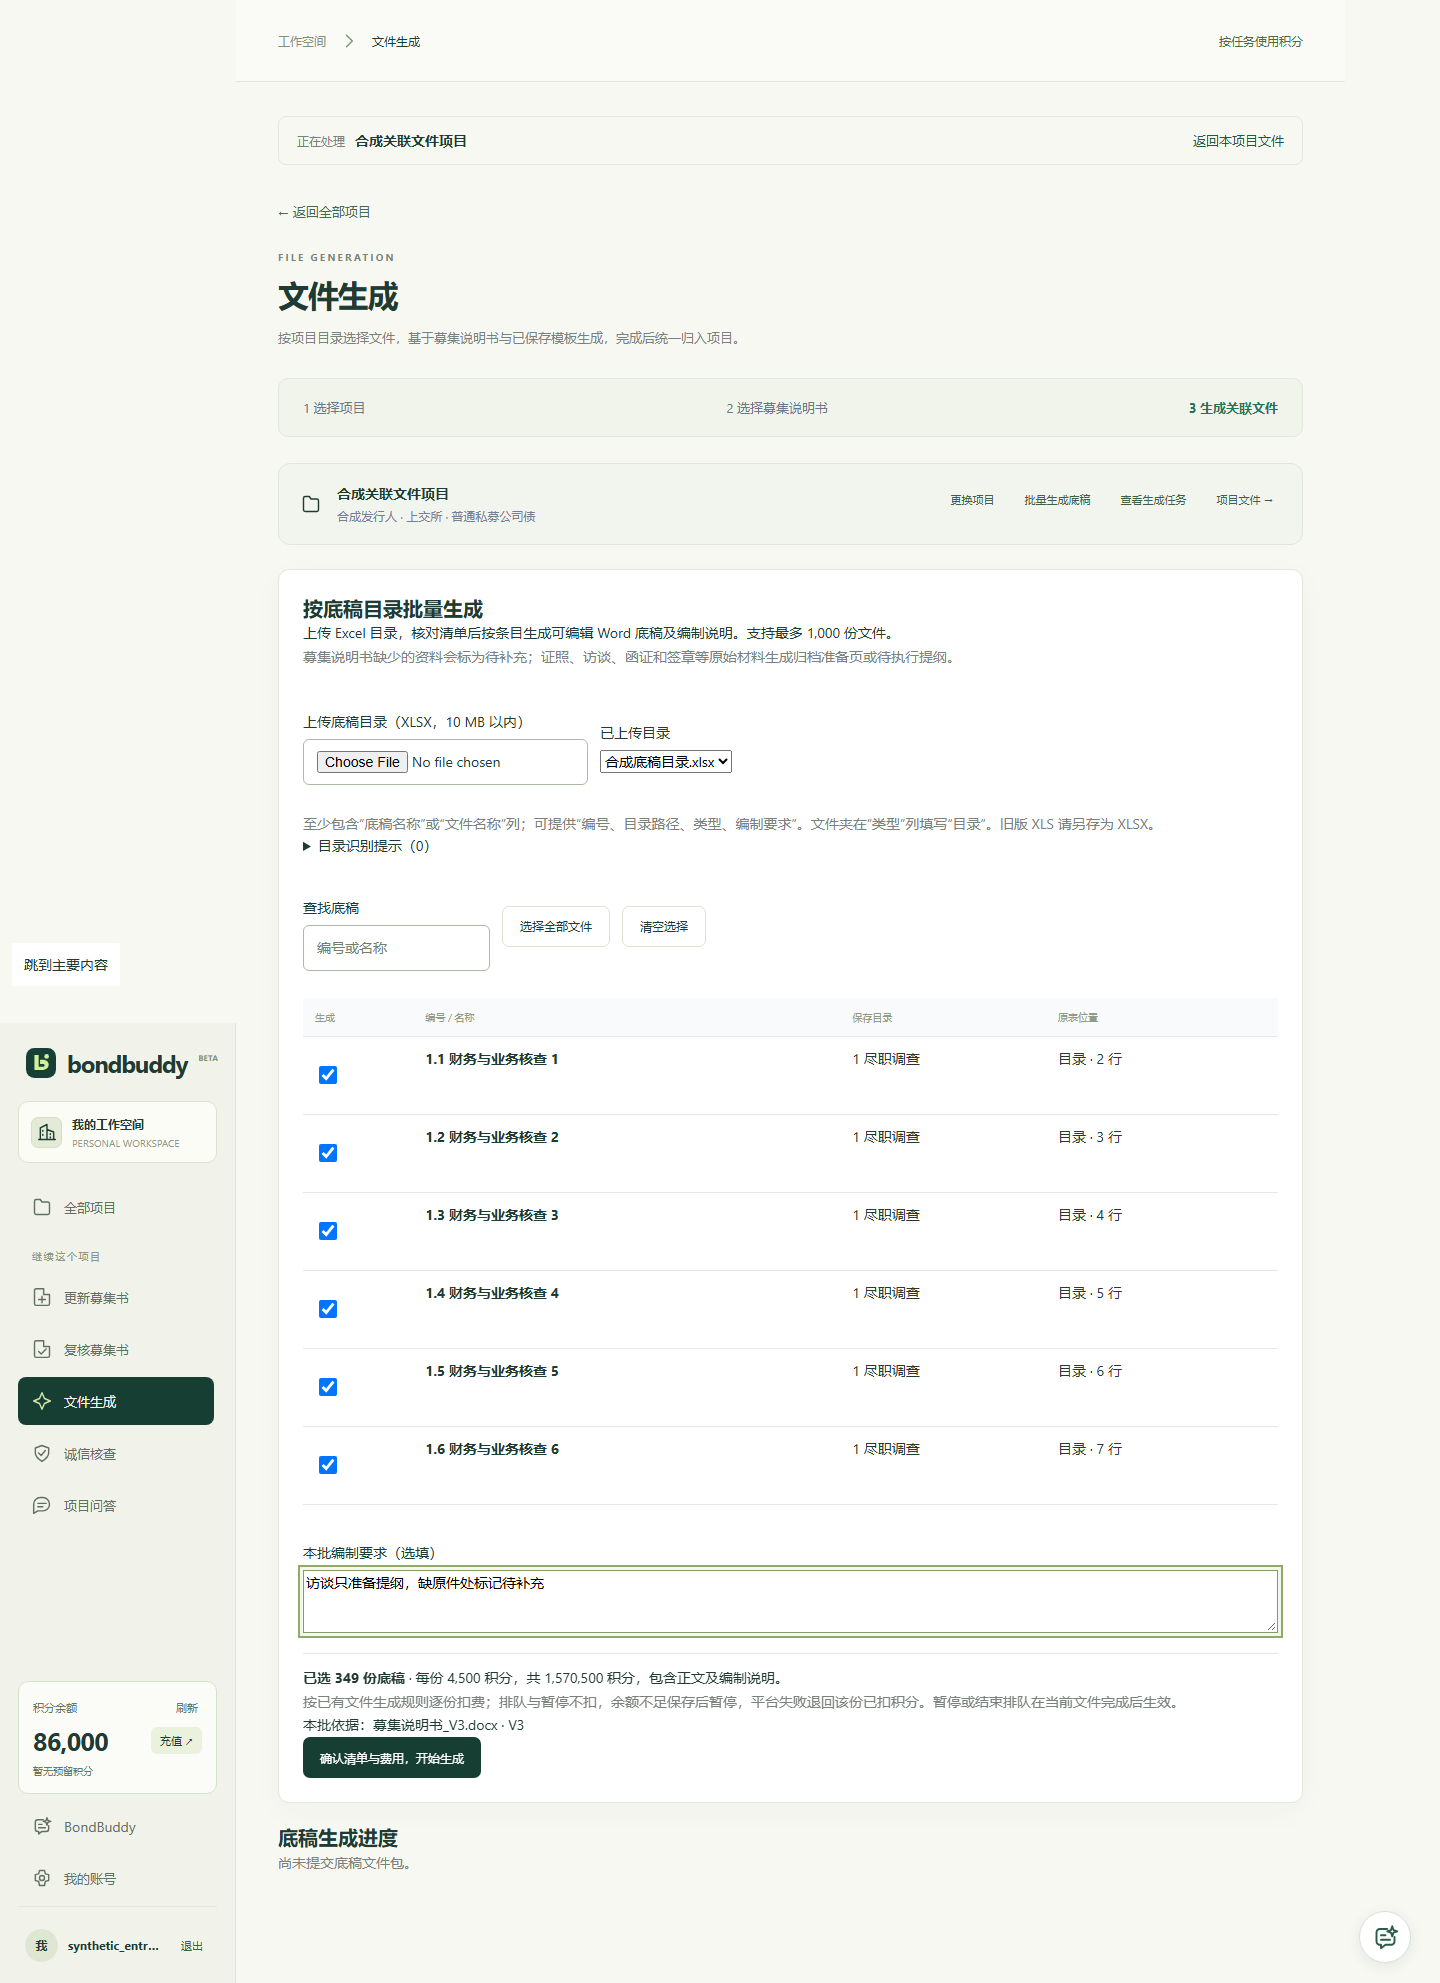 工作空间 > 文件生成
按任务使用积分
正在处理 合成关联文件项目
返回本项目文件
← 返回全部项目
FILE GENERATION
文件生成
按项目目录选择文件，基于募集说明书与已保存模板生成，完成后统一归入项目。
1 选择项目
2 选择募集说明书
3 生成关联文件
合成关联文件项目
合成发行人 · 上交所 · 普通私募公司债
更换项目
批量生成底稿
查看生成任务
项目文件 →
按底稿目录批量生成
上传 Excel 目录，核对清单后按条目生成可编辑 Word 底稿及编制说明。支持最多 1,000 份文件。
募集说明书缺少的资料会标为待补充；证照、访谈、函证和签章等原始材料生成归档准备页或待执行提纲。
上传底稿目录（XLSX，10 MB 以内）
Choose File No file chosen
已上传目录
合成底稿目录.xlsx
至少包含“底稿名称”或“文件名称”列；可提供“编号、目录路径、类型、编制要求”。文件夹在“类型”列填写“目录”。旧版 XLS 请另存为 XLSX。
▶ 目录识别提示（0）
查找底稿
编号或名称
选择全部文件
清空选择
生成 编号 / 名称 保存目录 原表位置
1.1 财务与业务核查 1 1 尽职调查 目录 · 2 行
1.2 财务与业务核查 2 1 尽职调查 目录 · 3 行
1.3 财务与业务核查 3 1 尽职调查 目录 · 4 行
1.4 财务与业务核查 4 1 尽职调查 目录 · 5 行
1.5 财务与业务核查 5 1 尽职调查 目录 · 6 行
1.6 财务与业务核查 6 1 尽职调查 目录 · 7 行
本批编制要求（选填）
访谈只准备提纲，缺原件处标记待补充
已选 349 份底稿 · 每份 4,500 积分，共 1,570,500 积分，包含正文及编制说明。
按已有文件生成规则逐份扣费；排队与暂停不扣，余额不足保存后暂停，平台失败退回该份已扣积分。暂停或结束排队在当前文件完成后生效。
本批依据：募集说明书_V3.docx · V3
确认清单与费用，开始生成
底稿生成进度
尚未提交底稿文件包。
跳到主要内容
bondbuddy BETA
我的工作空间
PERSONAL WORKSPACE
全部项目
继续这个项目
更新募集书
复核募集书
文件生成
诚信核查
项目问答
积分余额 刷新
86,000 充值 ↗
暂无预留积分
BondBuddy
我的账号
我 synthetic_entr... 退出